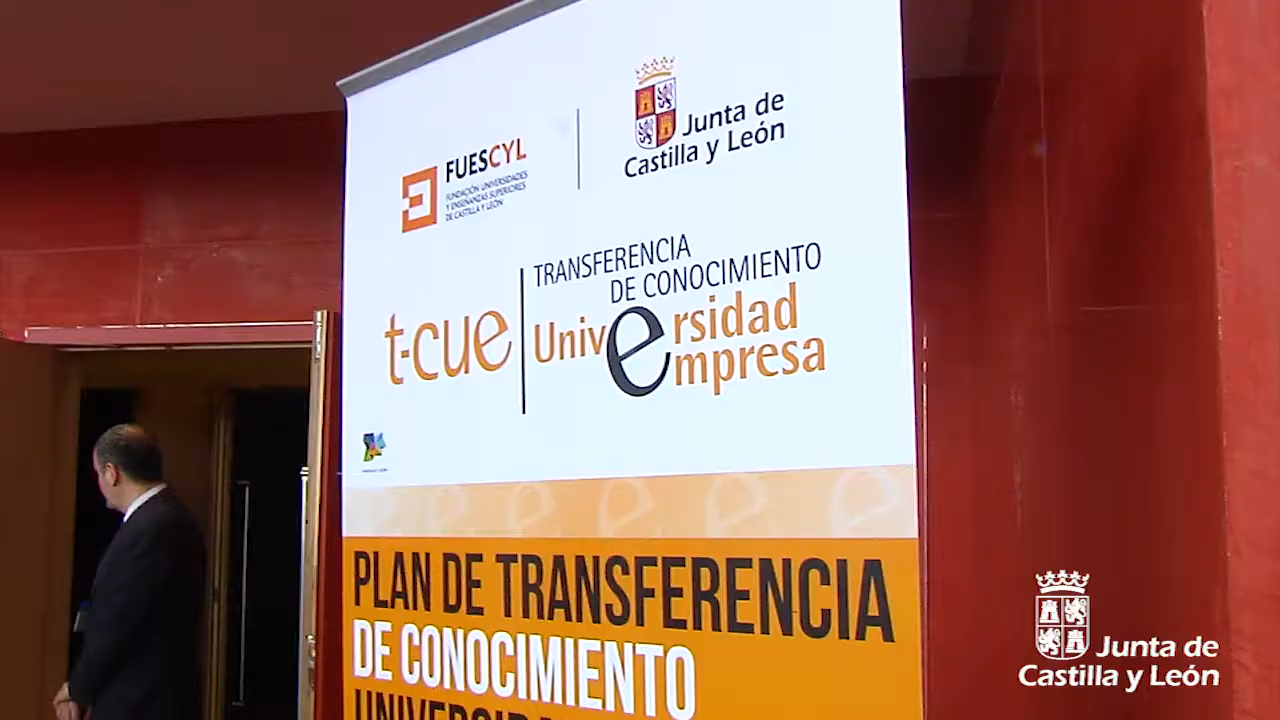 FUESCYL
FUNDACIÓN UNIVERSIDADES
Y ENSEÑANZAS SUPERIORES
DE CASTILLA Y LEÓN
Junta de
Castilla y León
t-cue
TRANSFERENCIA
DE CONOCIMIENTO
Universidad
empresa
PLAN DE TRANSFERENCIA
DE CONOCIMIENTO
Junta de
Castilla y León